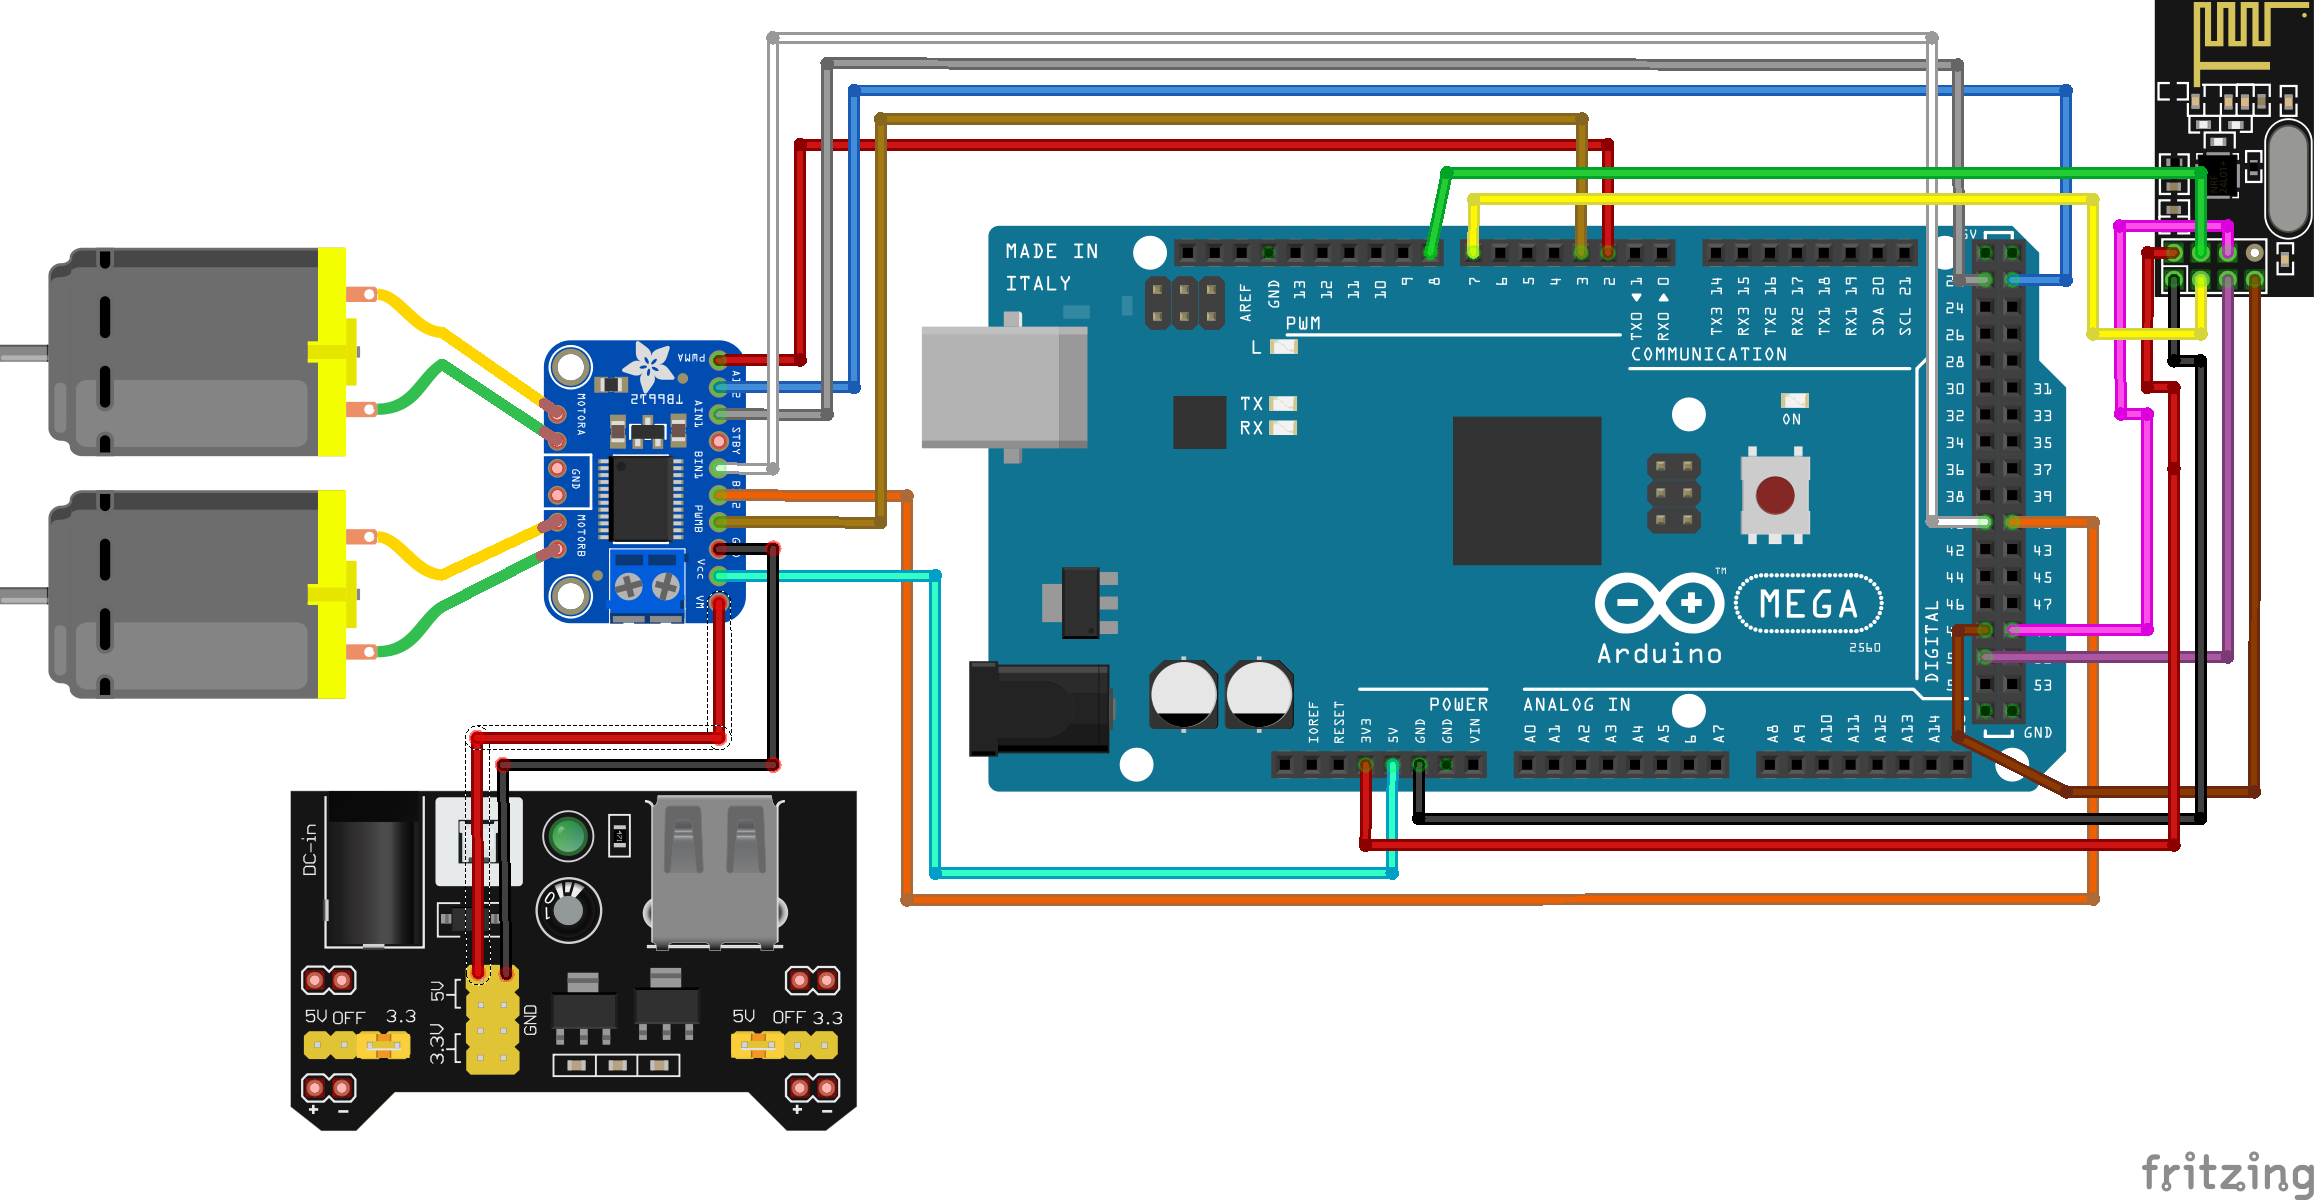 MADE IN
ITALY
AREF
GND
13
12
11
10
9
8
7
6
5
4
3
2
TX0 1
RX0 0
TX3 14
RX3 15
TX2 16
RX2 17
TX1 18
RX1 19
SDA 20
SCL 21
PWM
COMMUNICATION
L
TX
RX
ON
24
26
28
30
31
32
33
34
35
36
37
38
39
42
43
44
45
46
47
53
GND
DIGITAL
MEGA
TM
Arduino
2560
POWER
ANALOG IN
IOREF
RESET
3V3
5V
GND
GND
VIN
A0
A1
A2
A3
A4
A5
6
A7
A8
A9
A10
A11
A12
A13
A14
PWMA
AIN1
STBY
BIN1
PWMB
Vcc
VM
TB6612
MOTORA
GND
MOTORB
DC-in
471
5V
3.3V
GND
5V OFF 3.3
5V OFF 3.3
+ −
+ −
fritzing